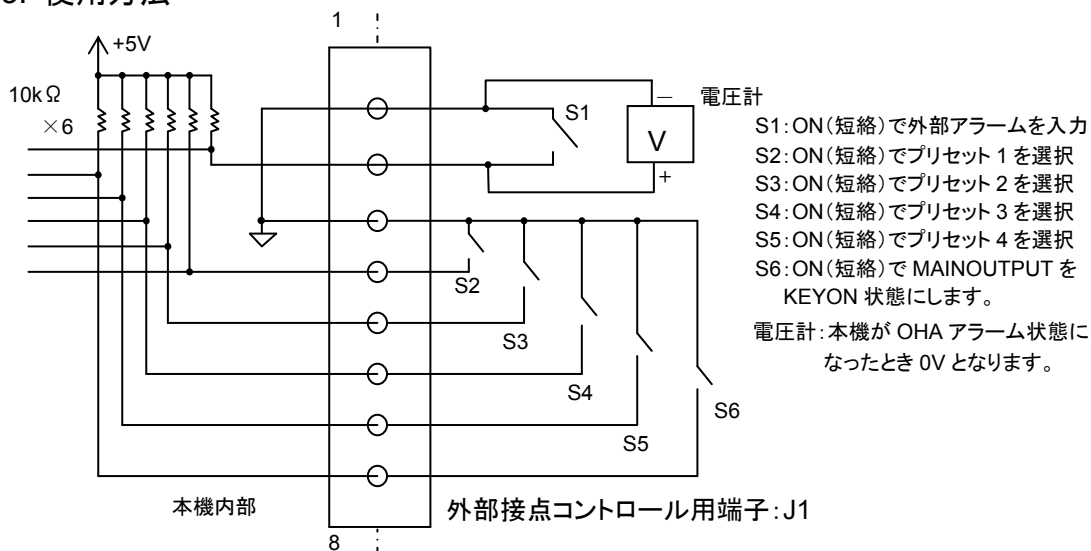 1
+5V
10kΩ
×6
S1
－
V
+
電圧計
S1:ON(短絡)で外部アラームを入力
S2:ON(短絡)でプリセット 1 を選択
S3:ON(短絡)でプリセット 2 を選択
S4:ON(短絡)でプリセット 3 を選択
S5:ON(短絡)でプリセット 4 を選択
S6:ON(短絡)で MAINOUTPUT を
KEYON 状態にします。
電圧計:本機が OHA アラーム状態に
なったとき 0V となります。
S2
S3
S4
S5
S6
本機内部
外部接点コントロール用端子:J1
8